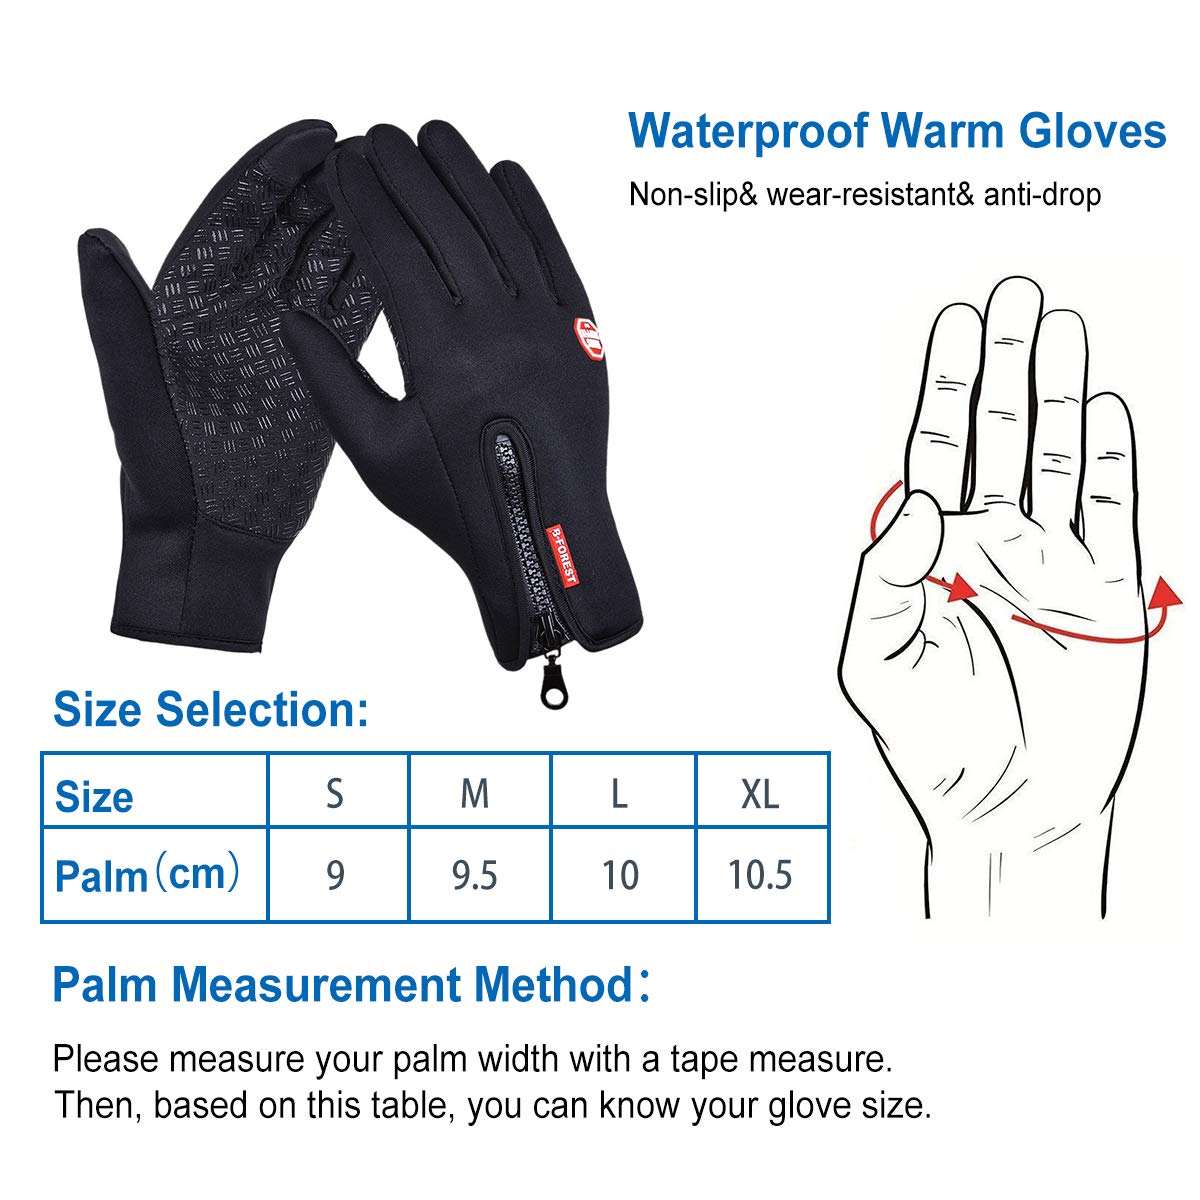 Waterproof Warm Gloves
Non-slip& wear-resistant& anti-drop
B·FOREST
Size Selection:
Size S M L XL
Palm（cm） 9 9.5 10 10.5
Palm Measurement Method：
Please measure your palm width with a tape measure.
Then, based on this table, you can know your glove size.